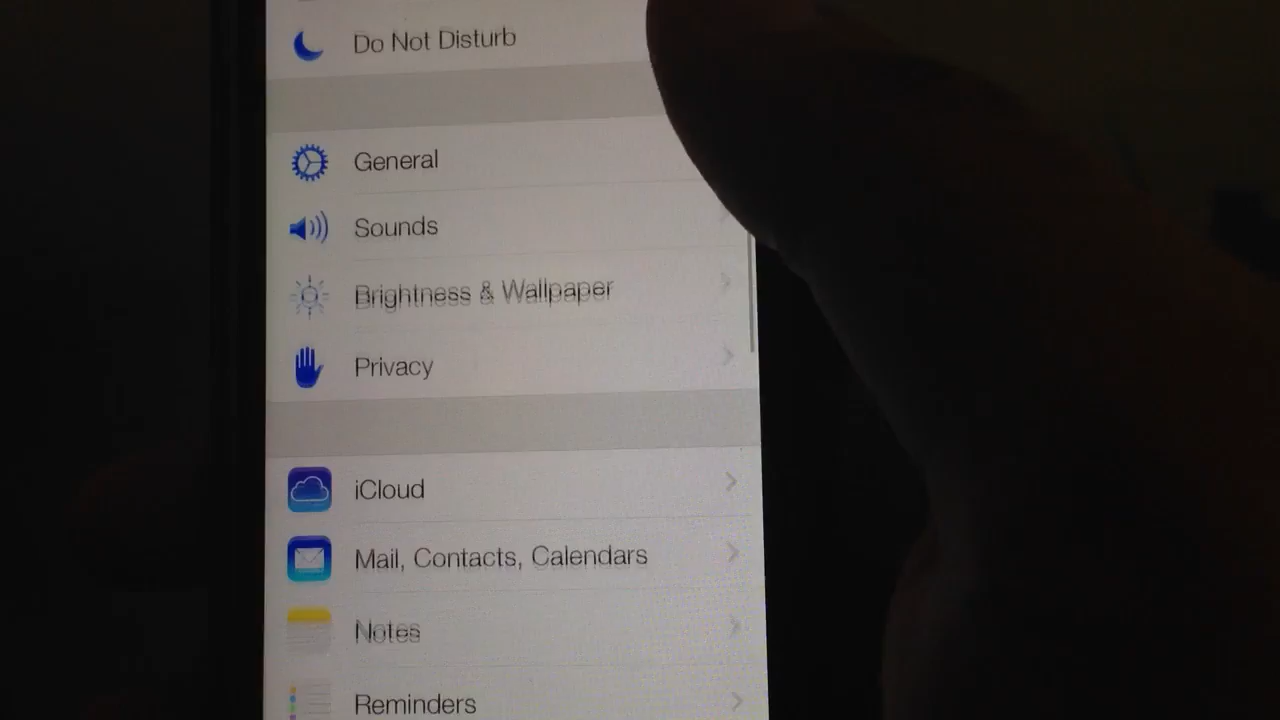 Do Not Disturb
General
Sounds
Brightness & Wallpaper
Privacy
iCloud
Mail, Contacts, Calendars
Notes
Reminders